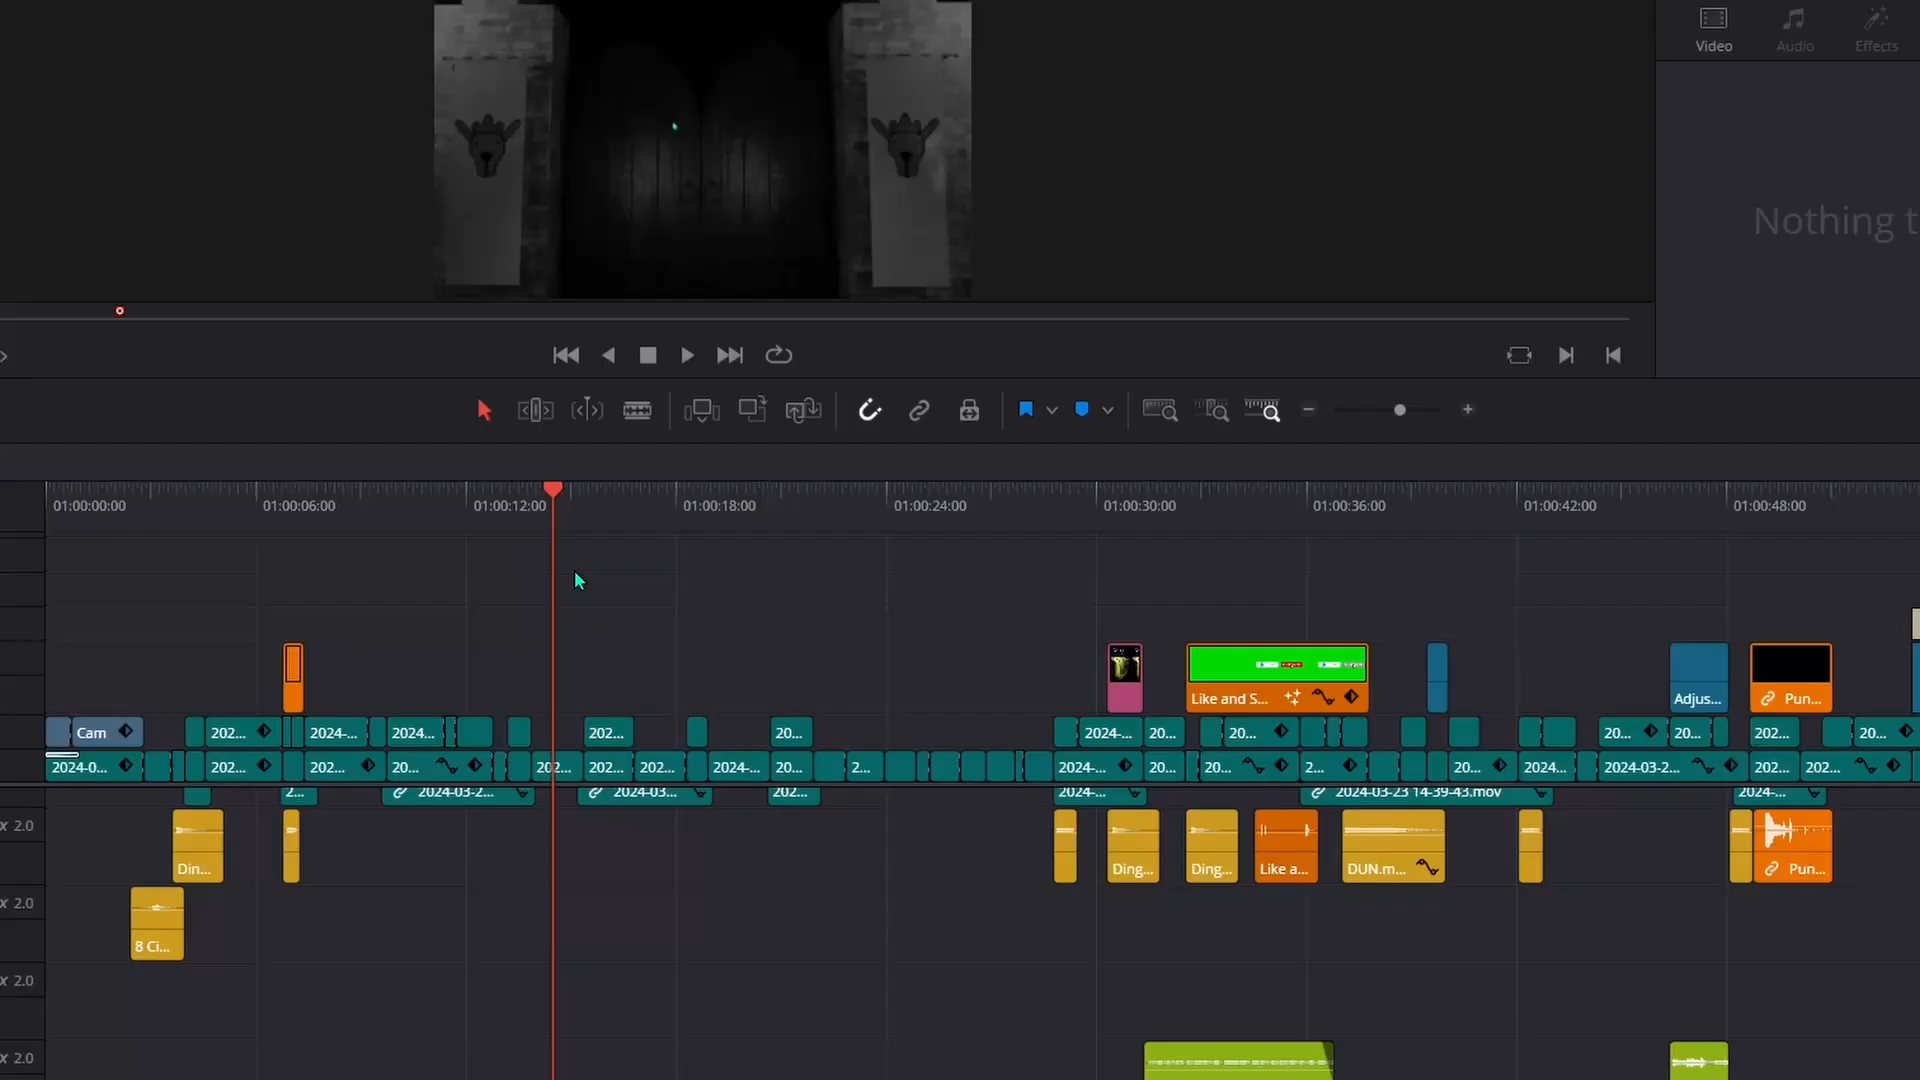 Video Audio Effects
Nothing t
01:00:00:00 01:00:06:00 01:00:12:00 01:00:18:00 01:00:24:00 01:00:30:00 01:00:36:00 01:00:42:00 01:00:48:00
Like and S... Adjus... Pun...
Cam 202... 2024-... 2024... 202... 20... 2024-... 20... 20... 20... 20... 202... 20...
2024-0... 202... 202... 20... 202... 202... 202... 2024-... 20... 2... 2024-... 20... 20... 2... 20... 2024... 2024-03-2... 202... 202...
2... 2024-03-2... 2024-03... 202... 2024-... 2024-03-23 14-39-43.mov 2024-...
x 2.0
Din... Ding... Ding... Like a... DUN.m... Pun...
x 2.0
8 Ci...
x 2.0
x 2.0